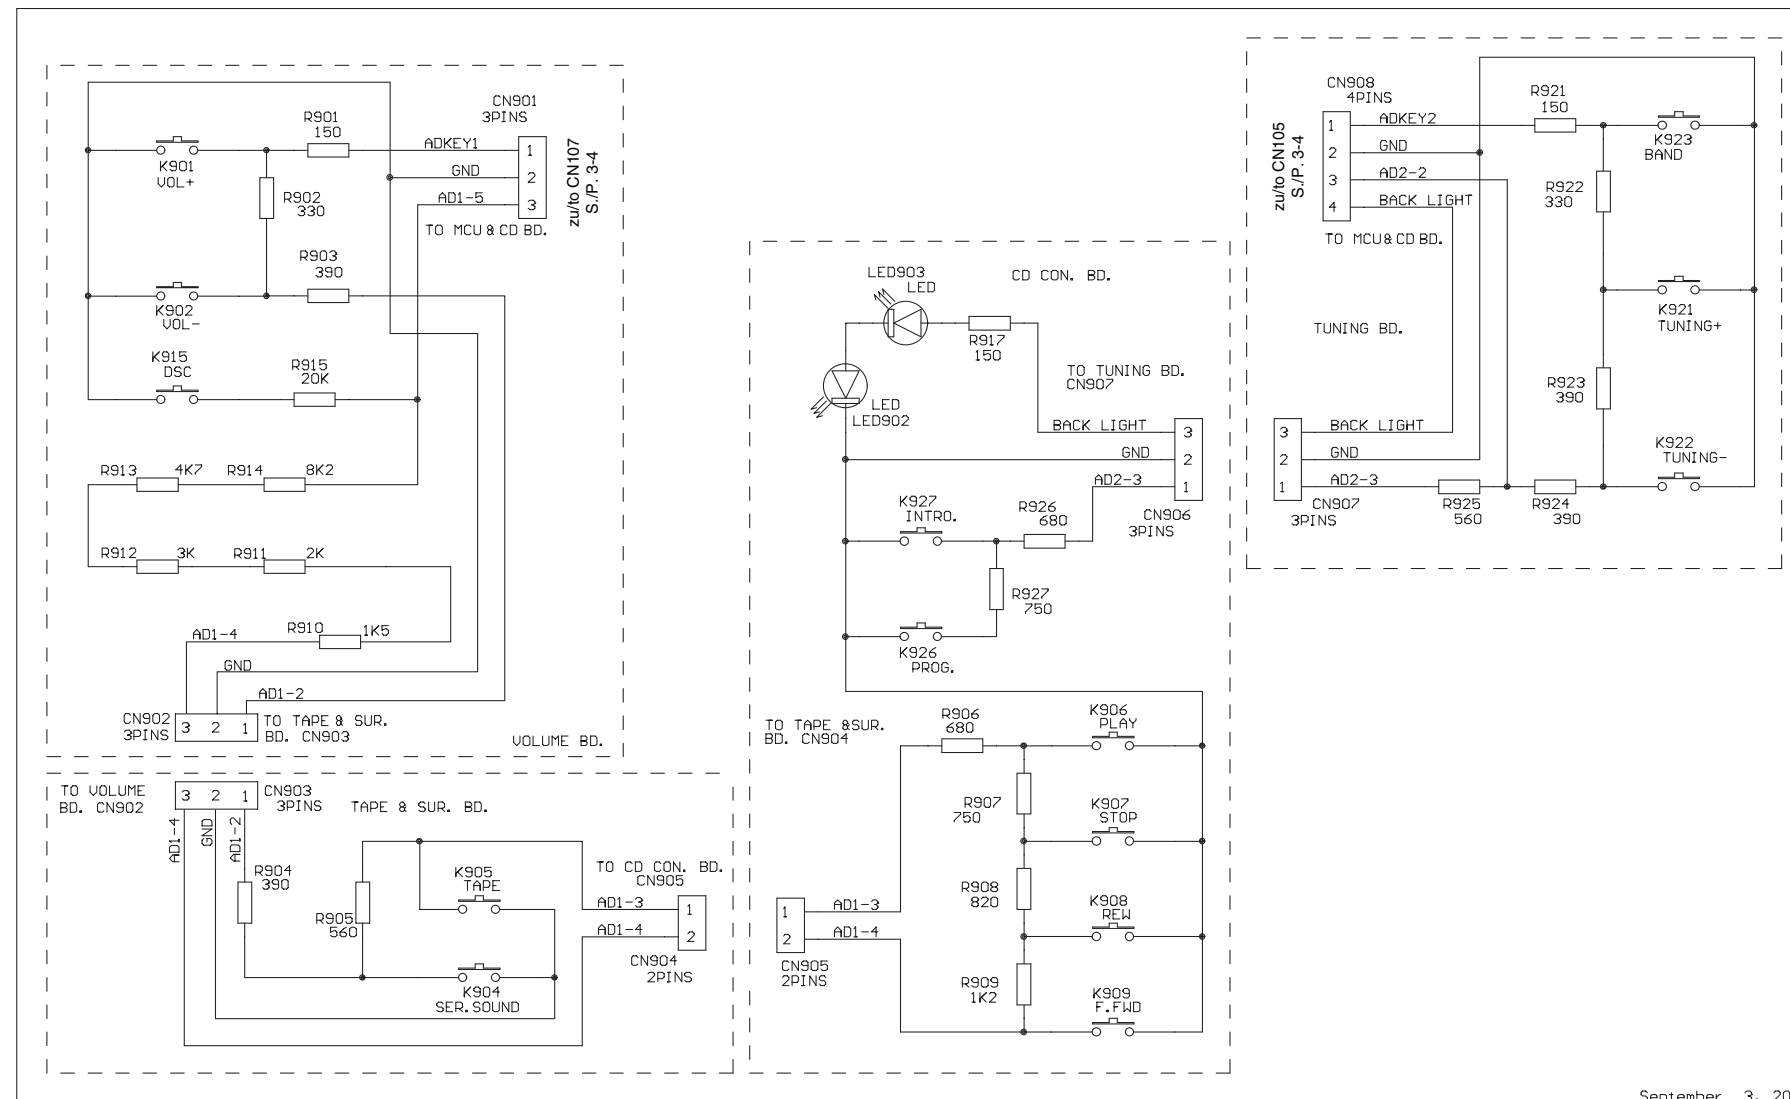 CN901
3PINS
R901
150
ADKEY1
1
GND
2
AD1-5
3
TO MCU & CD BD.
zu/to CN107
S./P. 3-4
K901
VOL+
R902
330
R903
390
K902
VOL-
K915
DSC
R915
20K
R913
4K7
R914
8K2
R912
3K
R911
2K
AD1-4
R910
1K5
GND
AD1-2
CN902
3PINS
3 2 1
TO TAPE & SUR.
BD. CN903
VOLUME BD.
TO VOLUME
BD. CN902
3 2 1
CN903
3PINS
TAPE & SUR. BD.
AD1-4
GND
AD1-2
R904
390
R905
560
K905
TAPE
K904
SER.SOUND
TO CD CON. BD.
CN905
AD1-3
1
AD1-4
2
CN904
2PINS
LED903
LED
CD CON. BD.
R917
150
TO TUNING BD.
CN907
LED
LED902
BACK LIGHT
3
GND
2
AD2-3
1
CN906
3PINS
K927
INTRO.
R926
680
R927
750
K926
PROG.
TO TAPE &SUR.
BD. CN904
R906
680
K906
PLAY
R907
750
K907
STOP
R908
820
K908
REW
R909
1K2
K909
F.FWD
1
AD1-3
2
AD1-4
CN905
2PINS
CN908
4PINS
zu/to CN105
S./P. 3-4
1
ADKEY2
2
GND
3
AD2-2
4
BACK LIGHT
TO MCU& CD BD.
R921
150
K923
BAND
R922
330
K921
TUNING+
TUNING BD.
R923
390
K922
TUNING-
3
BACK LIGHT
2
GND
1
AD2-3
CN907
3PINS
R925
560
R924
390
September 3, 20